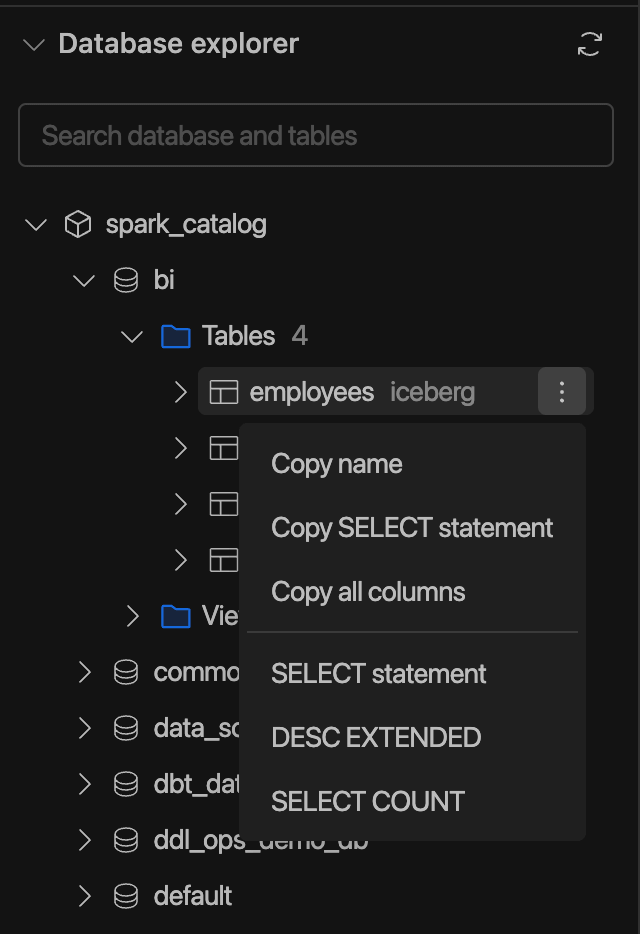 Database explorer
Search database and tables
spark_catalog
bi
Tables 4
employees iceberg
Copy name
Copy SELECT statement
Copy all columns
SELECT statement
DESC EXTENDED
SELECT COUNT
ddl_ops_demo_db
default